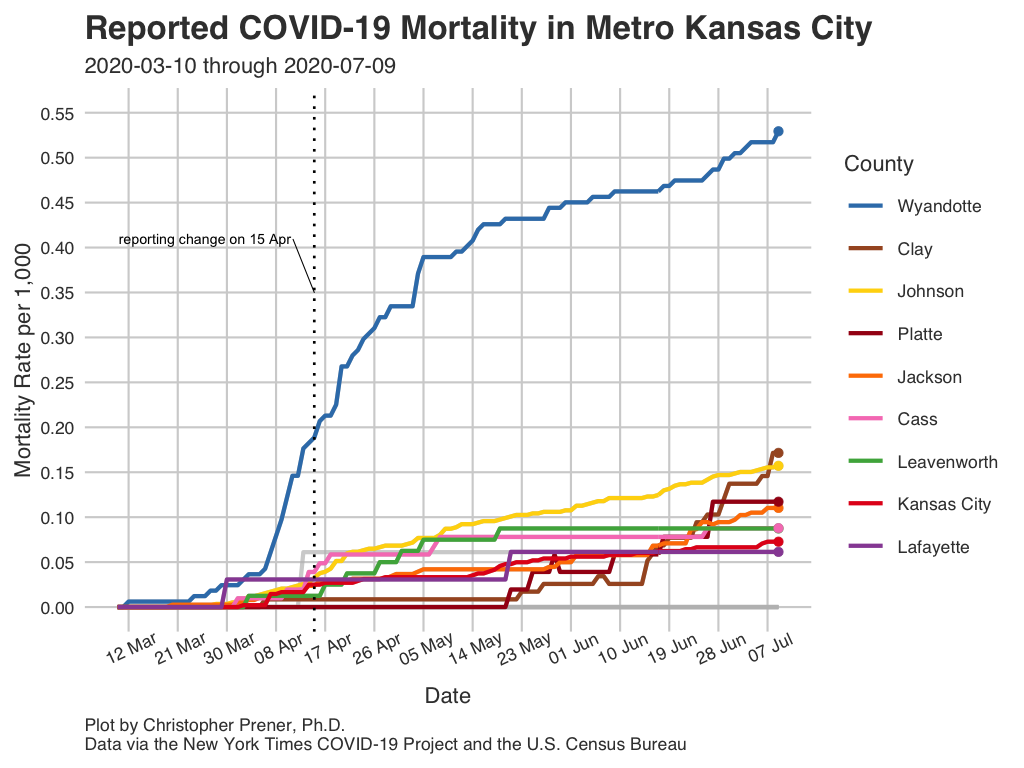 Reported COVID-19 Mortality in Metro Kansas City
2020-03-10 through 2020-07-09
Mortality Rate per 1,000
0.55
0.50
0.45
0.40
0.35
0.30
0.25
0.20
0.15
0.10
0.05
0.00
reporting change on 15 Apr
12 Mar
21 Mar
30 Mar
08 Apr
17 Apr
26 Apr
05 May
14 May
23 May
01 Jun
10 Jun
19 Jun
28 Jun
07 Jul
Date
County
Wyandotte
Clay
Johnson
Platte
Jackson
Cass
Leavenworth
Kansas City
Lafayette
Plot by Christopher Prener, Ph.D.
Data via the New York Times COVID-19 Project and the U.S. Census Bureau